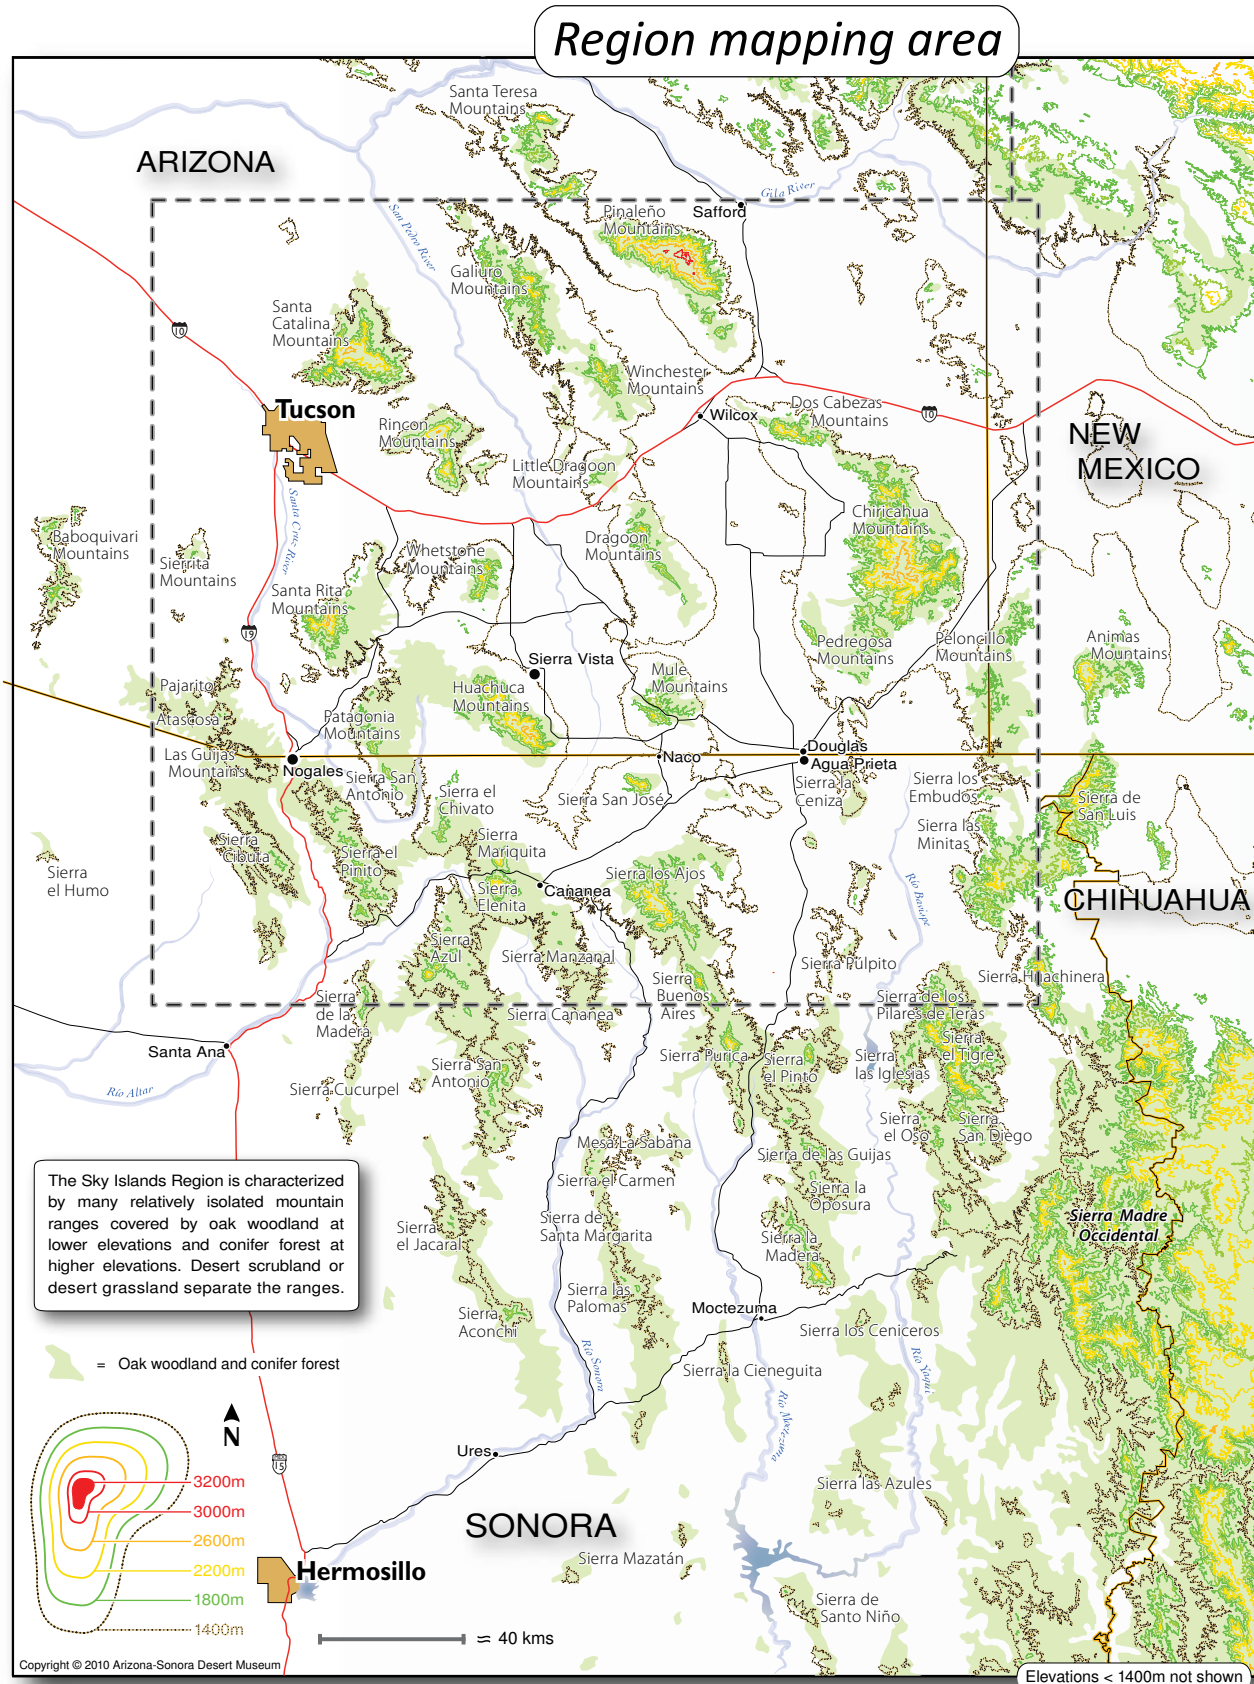 Region mapping area
Santa Teresa
Mountains
ARIZONA
Gila River
San Pedro River
Pinaleño
Mountains
Safford
Galiuro
Mountains
Santa
Catalina
Mountains
10
Winchester
Mountains
Tucson
Rincon
Mountains
Wilcox
Dos Cabezas
Mountains
10
NEW
MEXICO
Little Dragoon
Mountains
Santa Cruz River
Chiricahua
Mountains
Baboquivari
Mountains
Sierrita
Mountains
Whetstone
Mountains
Dragoon
Mountains
Santa Rita
Mountains
19
Pedregosa
Mountains
Peloncillo
Mountains
Animas
Mountains
Sierra Vista
Mule
Mountains
Pajarito
Atascosa
Huachuca
Mountains
Patagonia
Mountains
Las Guijas
Mountains
Nogales
Naco
Douglas
Agua Prieta
Sierra San
Antonio
Sierra el
Chivato
Sierra San José
Sierra la
Ceniza
Sierra los
Embudos
Sierra de
San Luis
Sierra las
Minitas
Sierra
Cibuta
Sierra el
Pinito
Sierra
Mariquita
Sierra
el Humo
Sierra
Elenita
Cananea
Sierra los Ajos
Río Bavispe
CHIHUAHUA
Sierra
Azul
Sierra Manzanal
Sierra Pulpito
Sierra Huachinera
Sierra
Buenos
Aires
Sierra
de la
Madera
Sierra Cananea
Sierra de los
Pilares de Teras
Santa Ana
Sierra
el Tigre
Sierra San
Antonio
Sierra Purica
Sierra
el Pinto
Sierra
las Iglesias
Río Altar
Sierra Cucurpel
Sierra
el Oso
Sierra
San Diego
Mesa La Sabana
Sierra de las Guijas
Sierra el Carmen
Sierra la
Oposura
The Sky Islands Region is characterized
by many relatively isolated mountain
ranges covered by oak woodland at
lower elevations and conifer forest at
higher elevations. Desert scrubland or
desert grassland separate the ranges.
Sierra
el Jacaral
Sierra de
Santa Margarita
Sierra la
Madera
Sierra Madre
Occidental
Sierra las
Palomas
Sierra
Aconchi
Moctezuma
Sierra los Ceniceros
Río Sonora
Río Yaqui
= Oak woodland and conifer forest
Sierra la Cieneguita
Río Moctezuma
N
Ures
15
3200m
3000m
2600m
2200m
1800m
1400m
Sierra las Azules
SONORA
Sierra Mazatán
Hermosillo
Sierra de
Santo Niño
≈ 40 kms
Copyright © 2010 Arizona-Sonora Desert Museum
Elevations < 1400m not shown